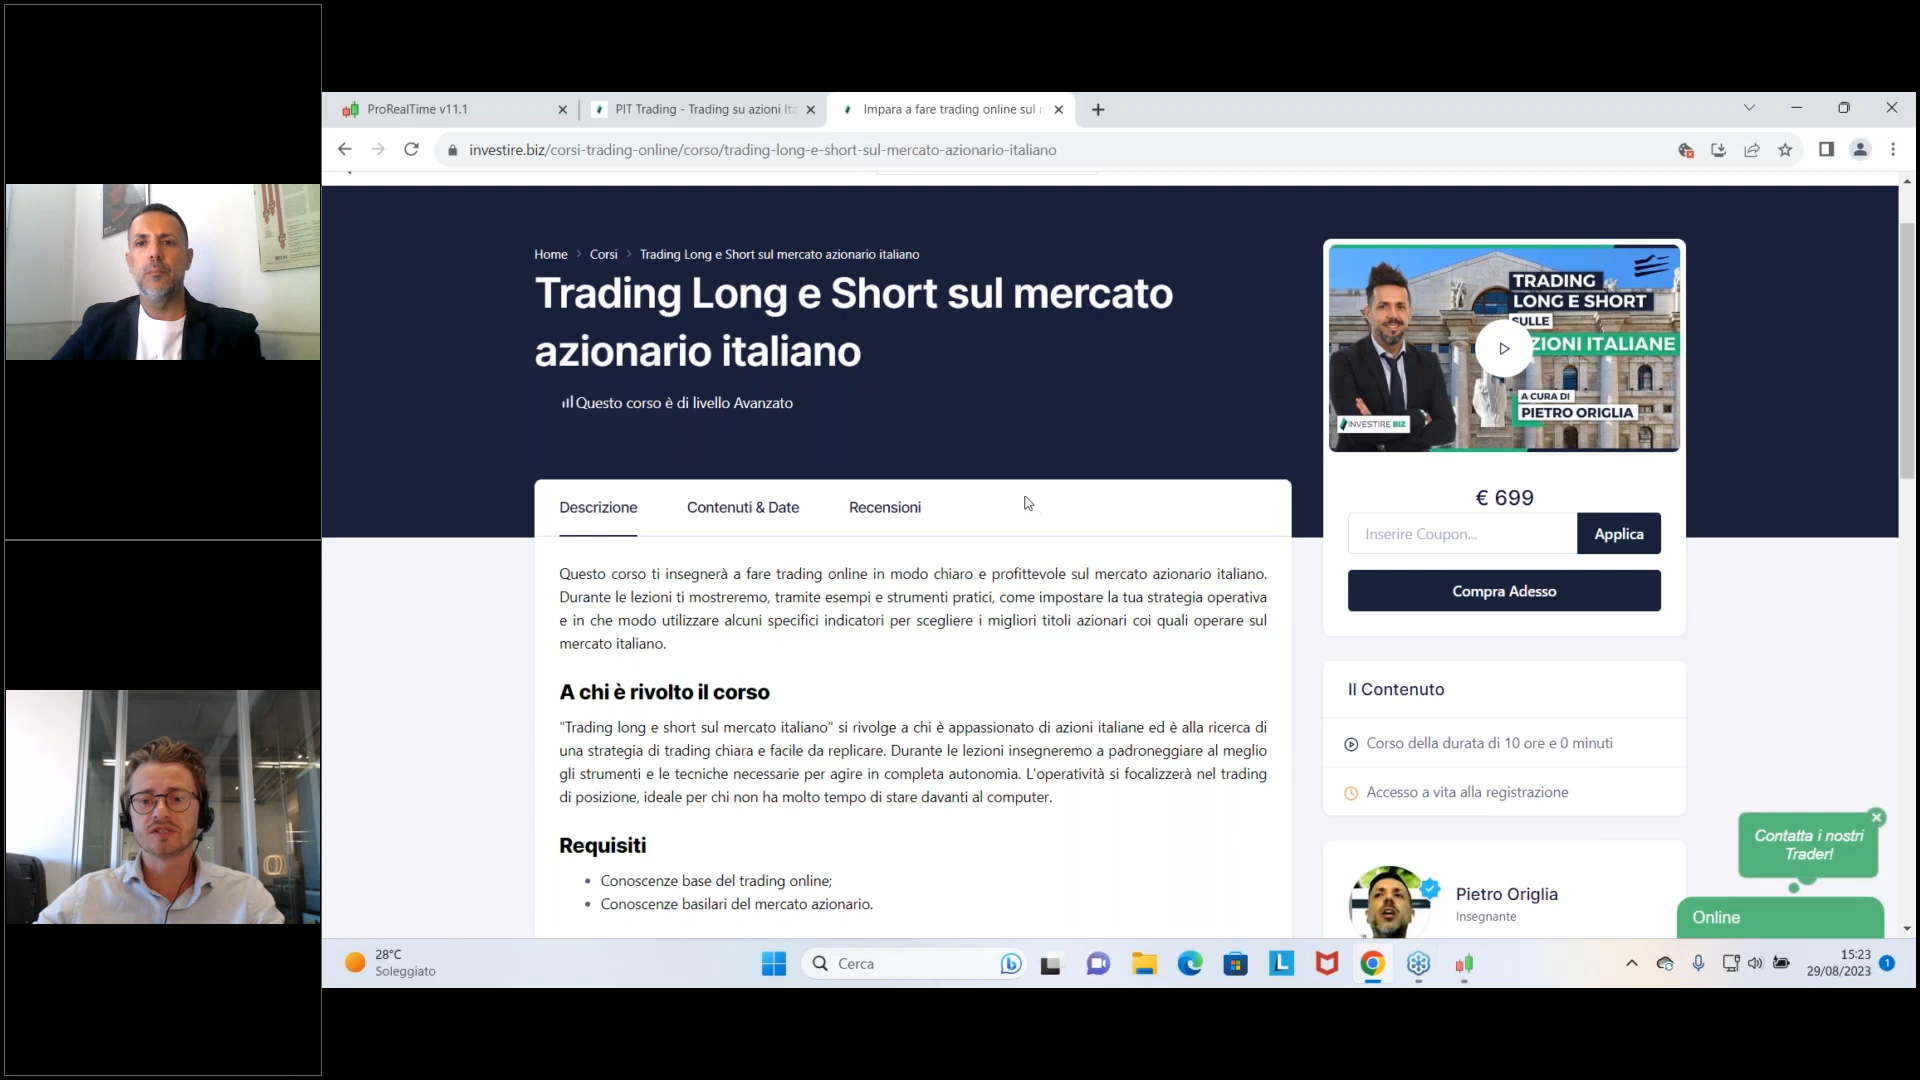 ProRealTime v11.1
PIT Trading - Trading su azioni Ita
Impara a fare trading online sul m
investire.biz/corsi-trading-online/corso/trading-long-e-short-sul-mercato-azionario-italiano
Home > Corsi > Trading Long e Short sul mercato azionario italiano
Trading Long e Short sul mercato
azionario italiano
Questo corso è di livello Avanzato
TRADING
LONG E SHORT
SULLE
AZIONI ITALIANE
A CURA DI
PIETRO ORIGLIA
INVESTIRE.BIZ
Descrizione
Contenuti & Date
Recensioni
Questo corso ti insegnerà a fare trading online in modo chiaro e profittevole sul mercato azionario italiano.
Durante le lezioni ti mostreremo, tramite esempi e strumenti pratici, come impostare la tua strategia operativa
e in che modo utilizzare alcuni specifici indicatori per scegliere i migliori titoli azionari coi quali operare sul
mercato italiano.
A chi è rivolto il corso
"Trading long e short sul mercato italiano" si rivolge a chi è appassionato di azioni italiane ed è alla ricerca di
una strategia di trading chiara e facile da replicare. Durante le lezioni insegneremo a padroneggiare al meglio
gli strumenti e le tecniche necessarie per agire in completa autonomia. L'operatività si focalizzerà nel trading
di posizione, ideale per chi non ha molto tempo di stare davanti al computer.
Requisiti
• Conoscenze base del trading online;
• Conoscenze basilari del mercato azionario.
€ 699
Inserire Coupon...
Applica
Compra Adesso
Il Contenuto
Corso della durata di 10 ore e 0 minuti
Accesso a vita alla registrazione
Pietro Origlia
Insegnante
Contatta i nostri
Trader!
Online
28°C
Soleggiato
Cerca
15:23
29/08/2023
1